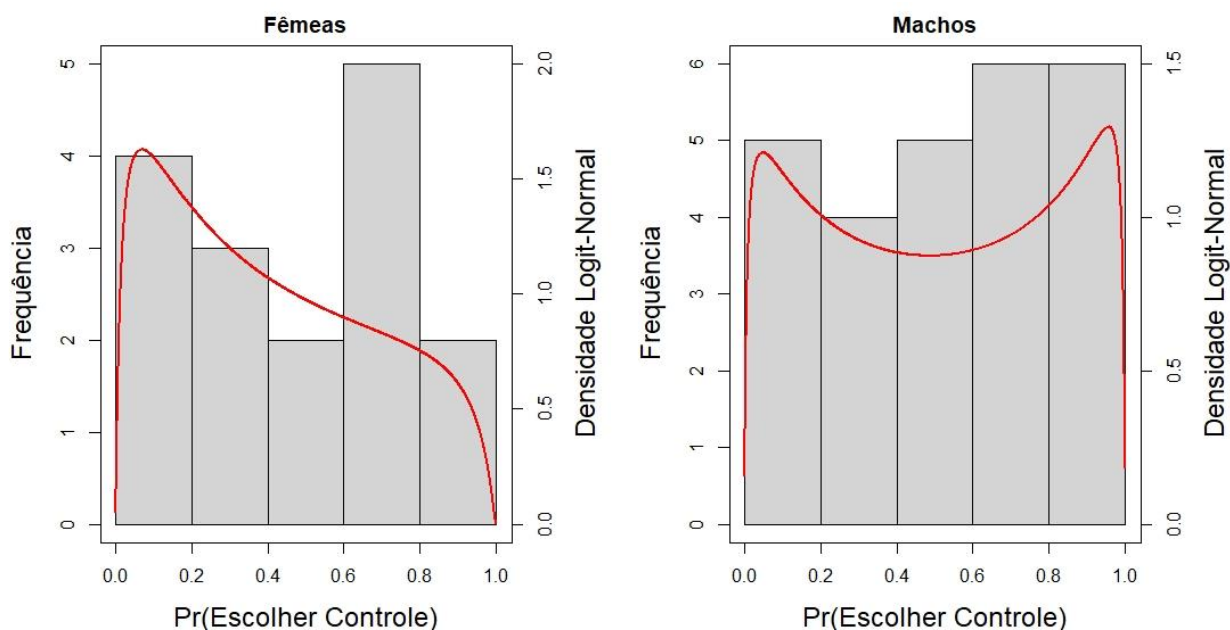 Fêmeas
Frequência
5
4
3
2
1
0
2.0
1.5
1.0
0.5
0.0
Densidade Logit-Normal
0.0 0.2 0.4 0.6 0.8 1.0
Pr(Escolher Controle)
Machos
Frequência
6
5
4
3
2
1
0
1.5
1.0
0.5
0.0
Densidade Logit-Normal
0.0 0.2 0.4 0.6 0.8 1.0
Pr(Escolher Controle)